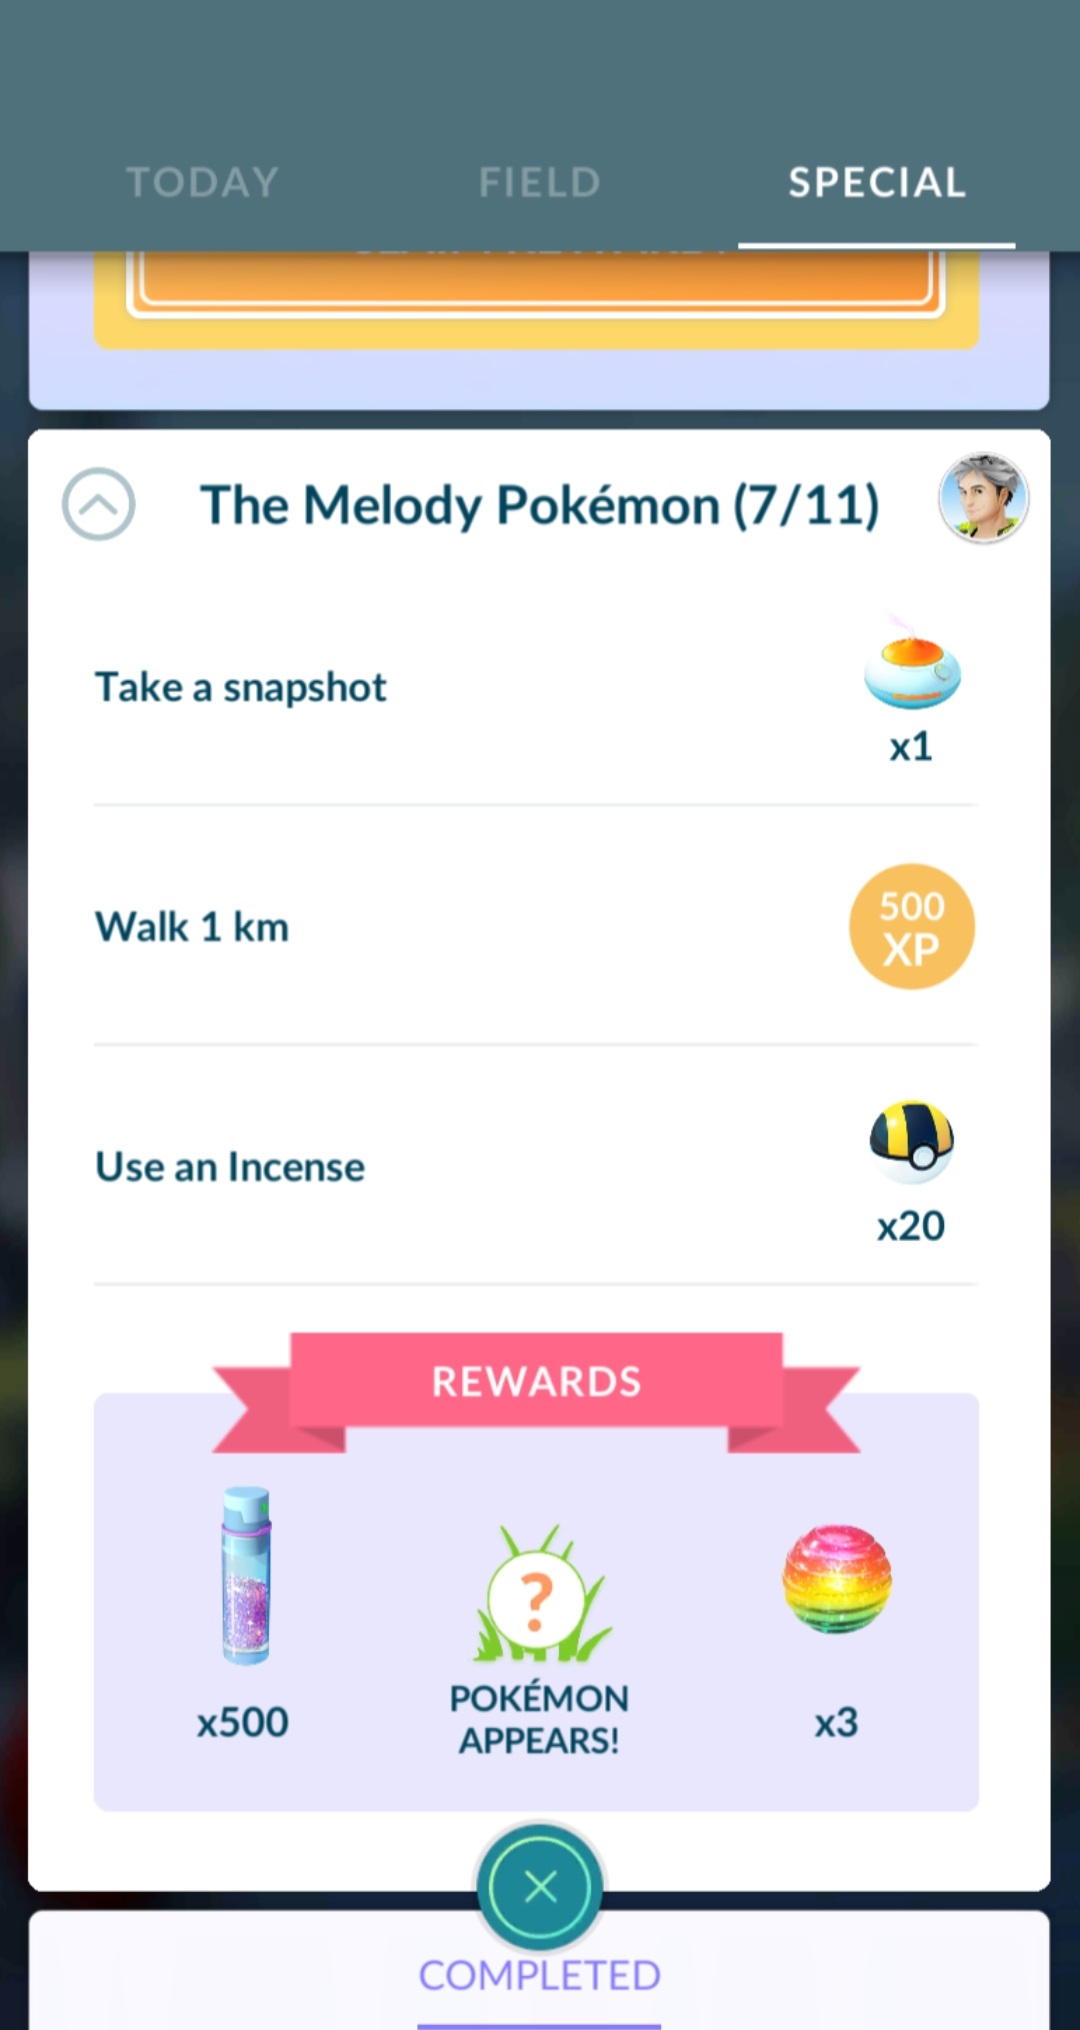 TODAY
FIELD
SPECIAL
The Melody Pokémon (7/11)
Take a snapshot
x1
Walk 1 km
500
XP
Use an Incense
x20
REWARDS
x500
POKÉMON
APPEARS!
x3
COMPLETED